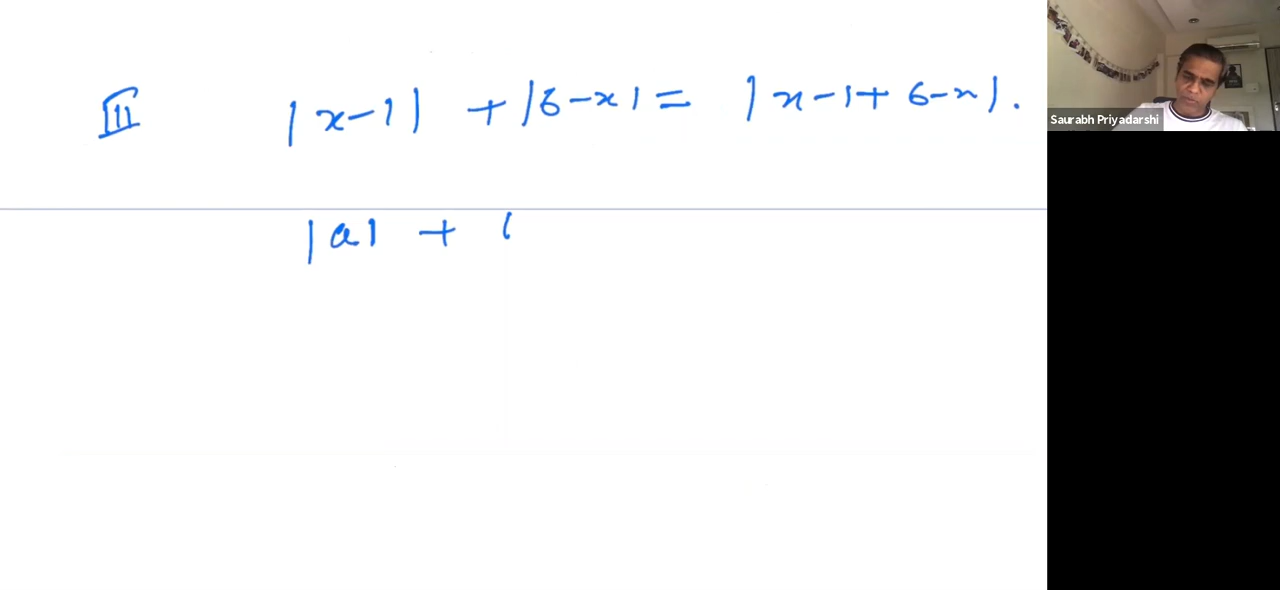 III |x-1| + |6-x| = |x-1+6-x|.
Saurabh Priyadarshi
|a| + (